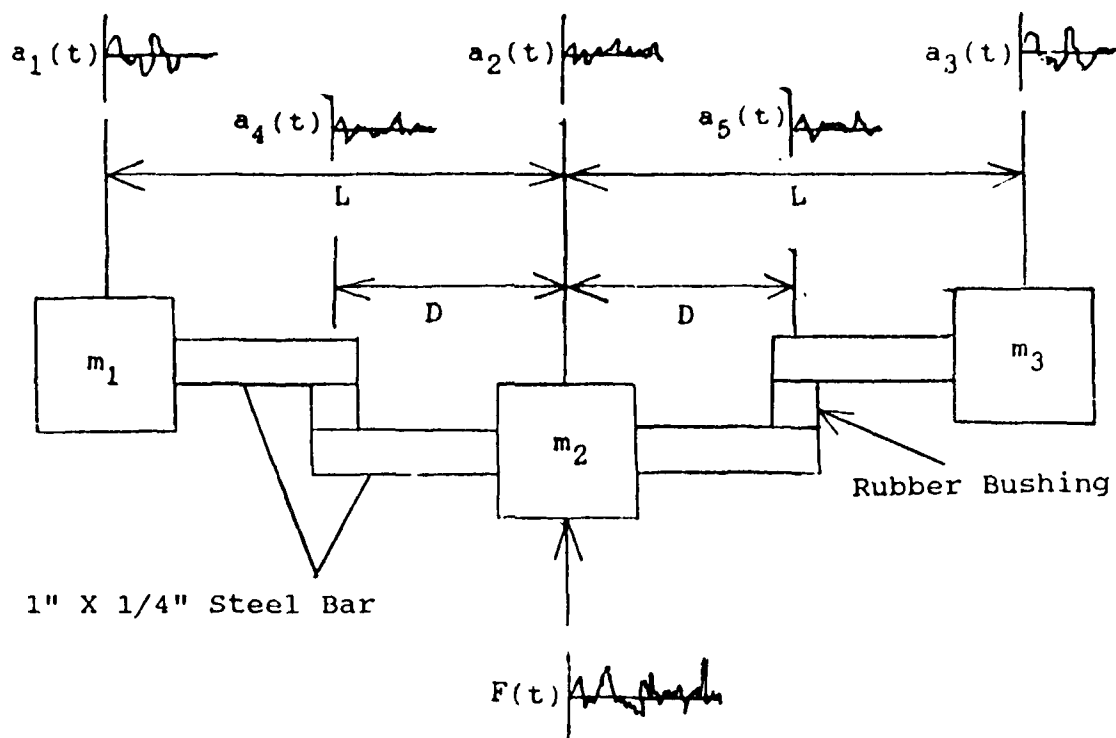 a₁(t)
a₂(t)
a₃(t)
a₄(t)
a₅(t)
L
L
D
D
m₁
m₃
m₂
Rubber Bushing
1" X 1/4" Steel Bar
F(t)